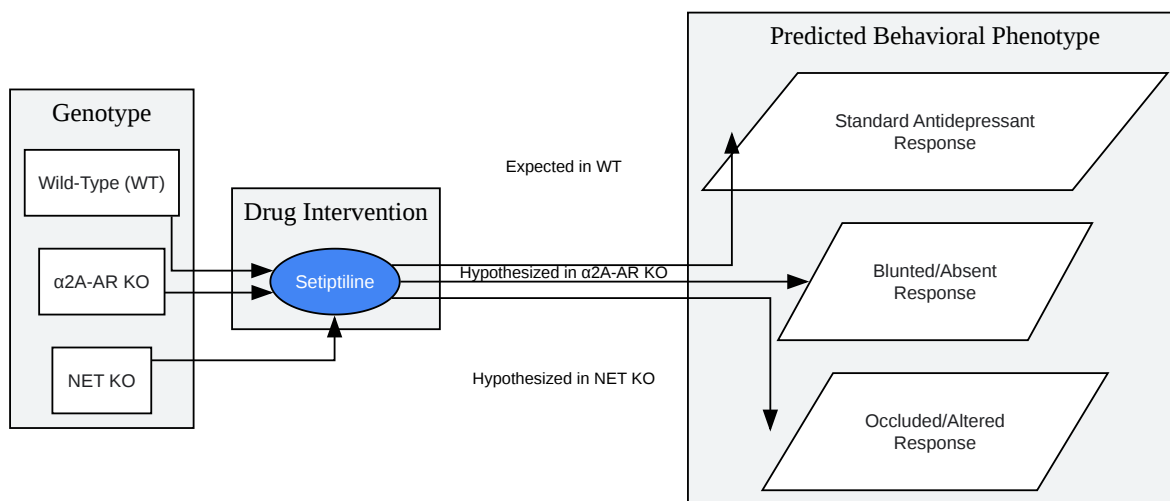 Genotype
Wild-Type (WT)
α2A-AR KO
NET KO
Drug Intervention
Setiptiline
Expected in WT
Hypothesized in α2A-AR KO
Hypothesized in NET KO
Predicted Behavioral Phenotype
Standard Antidepressant
Response
Blunted/Absent
Response
Occluded/Altered
Response